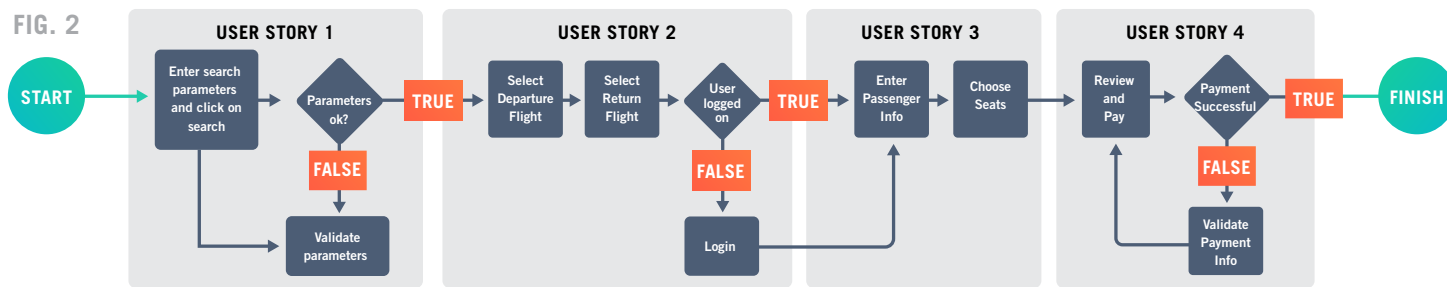 FIG. 2
START
USER STORY 1
Enter search
parameters
and click on
search
Parameters
ok?
TRUE
FALSE
Validate
parameters
USER STORY 2
Select
Departure
Flight
Select
Return
Flight
User
logged
on
TRUE
FALSE
Login
USER STORY 3
Enter
Passenger
Info
Choose
Seats
USER STORY 4
Review
and
Pay
Payment
Successful
TRUE
FALSE
Validate
Payment
Info
FINISH